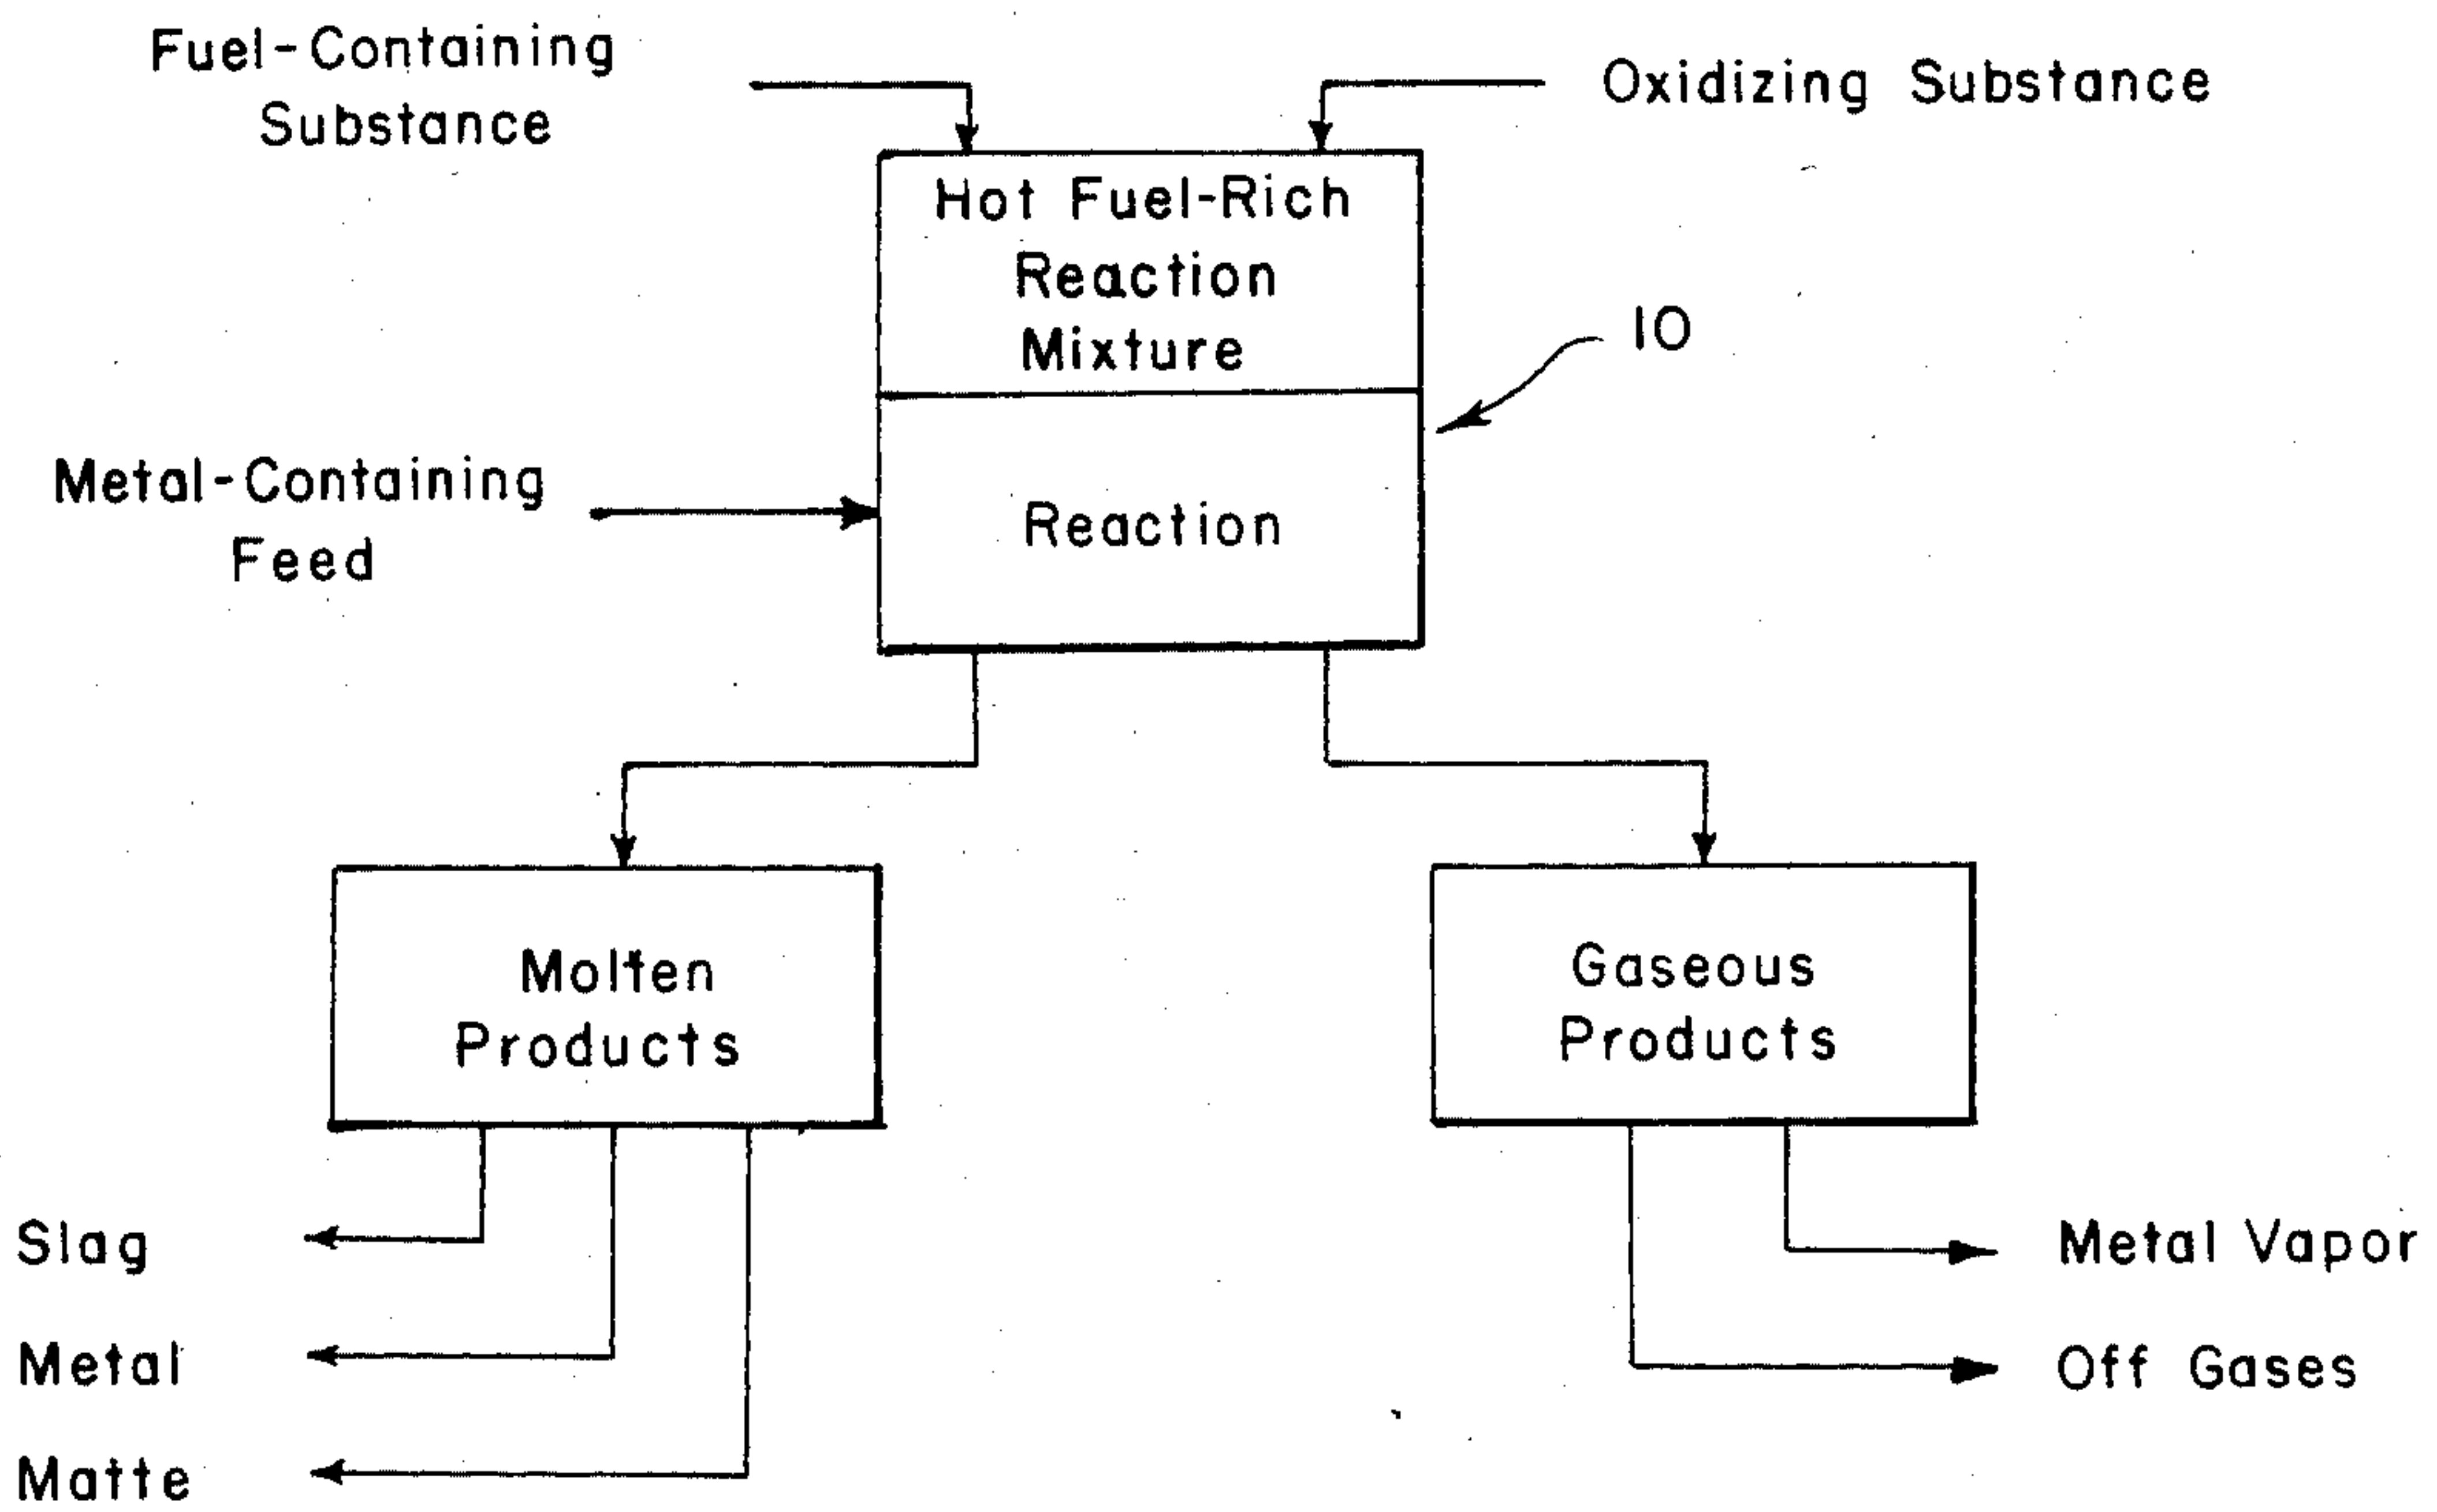 Fuel-Containing
Substance
Oxidizing Substance
Hot Fuel-Rich
Reaction
Mixture
10
Metal-Containing
Feed
Reaction
Molten
Products
Gaseous
Products
Slag
Metal
Matte
Metal Vapor
Off Gases